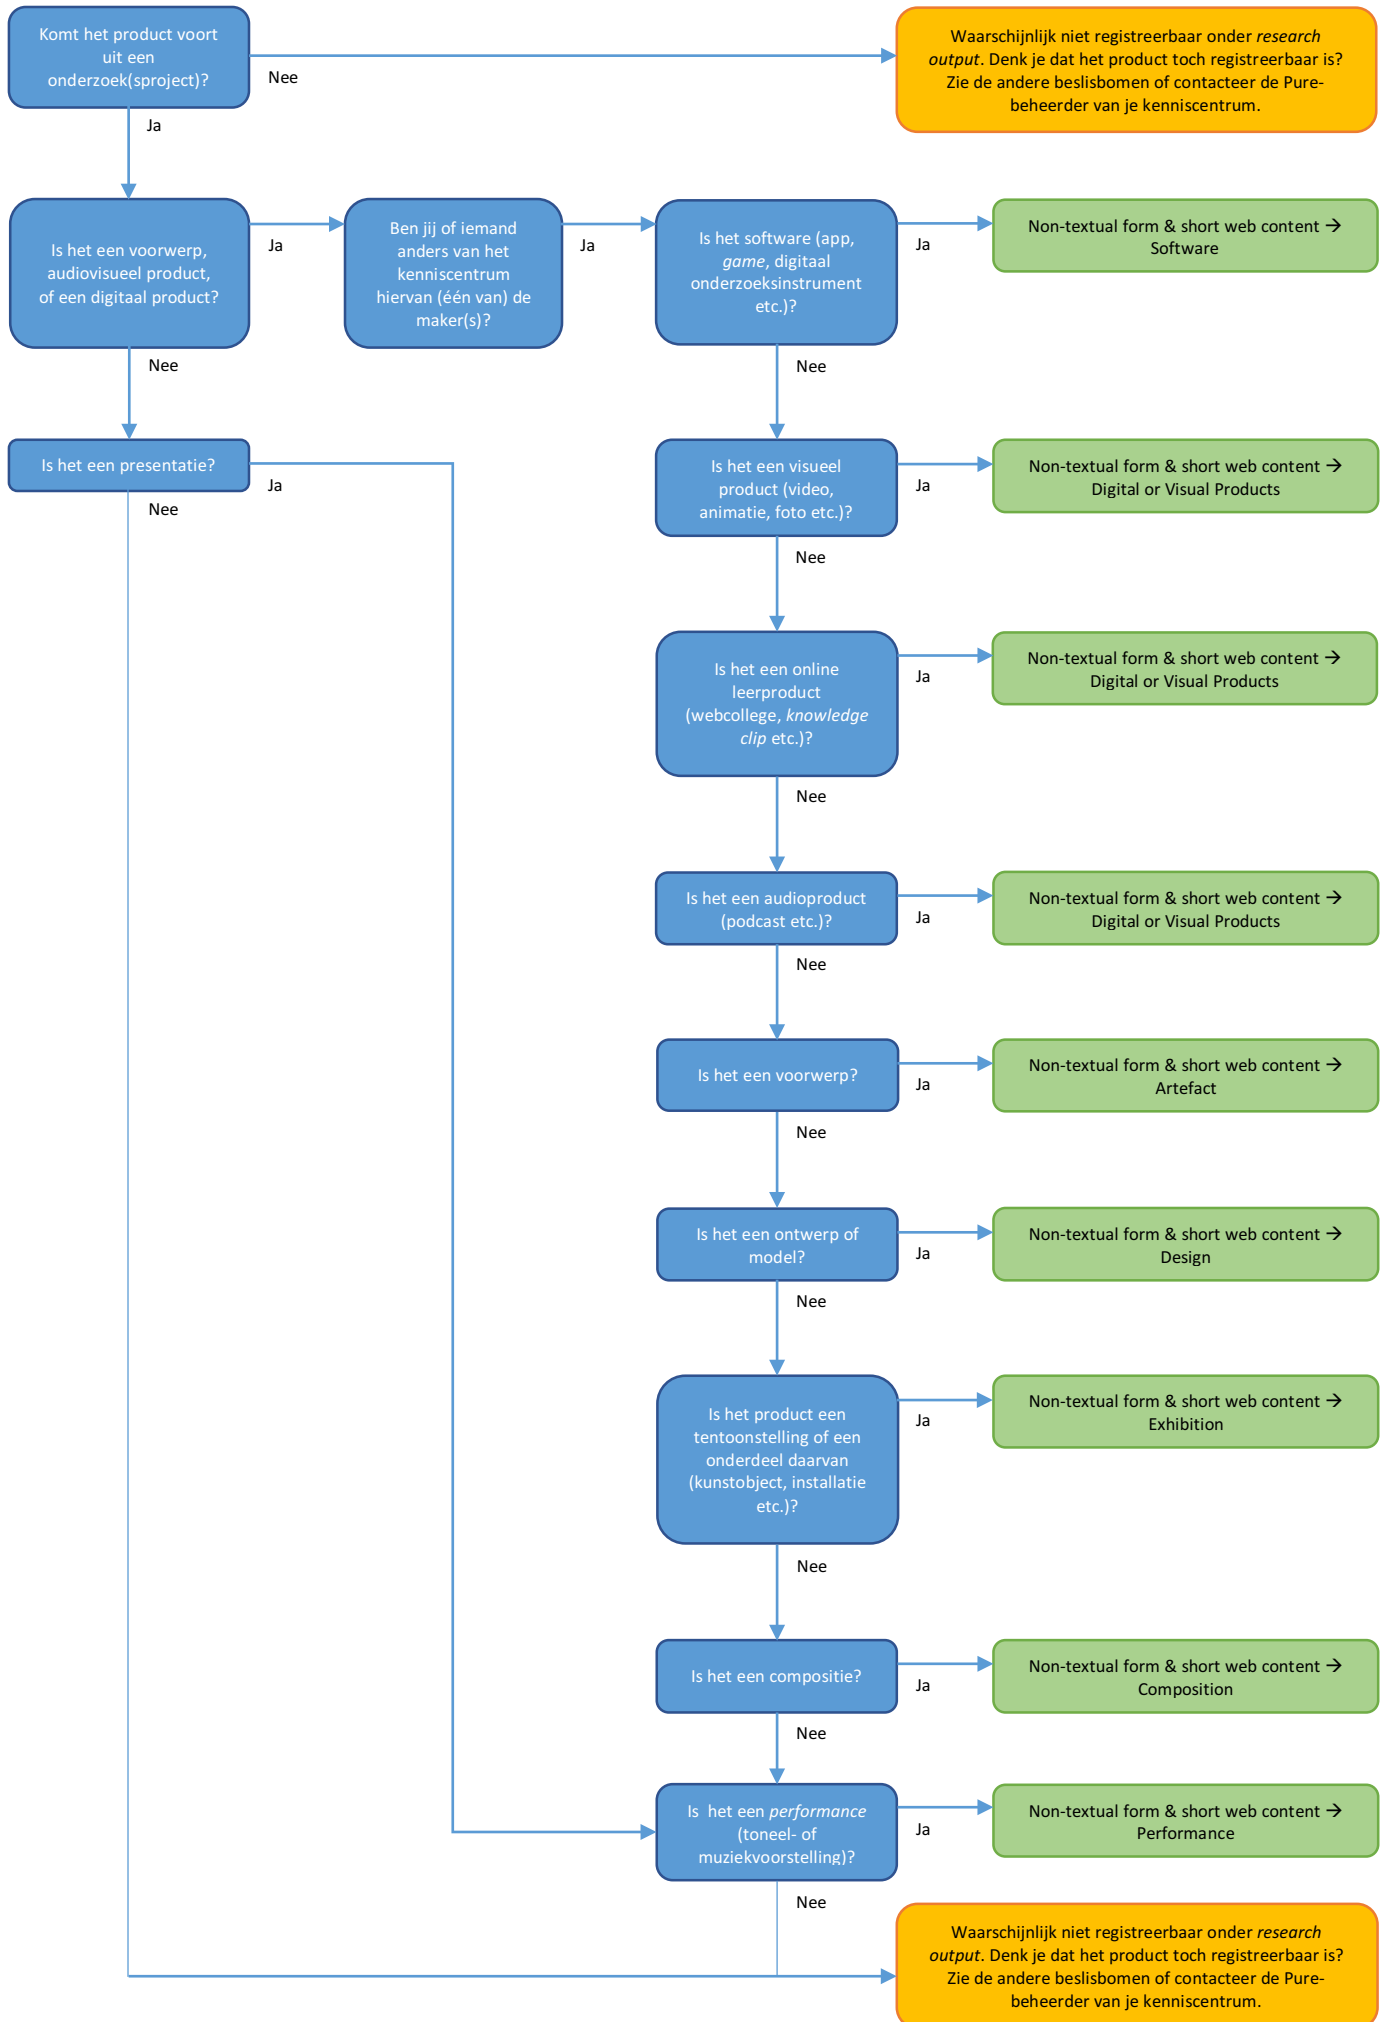 Komt het product voort
uit een
onderzoek(sproject)?
Nee
Waarschijnlijk niet registreerbaar onder research
output. Denk je dat het product toch registreerbaar is?
Zie de andere beslisbomen of contacteer de Pure-
beheerder van je kenniscentrum.
Ja
Is het een voorwerp,
audiovisueel product,
of een digitaal product?
Ja
Ben jij of iemand
anders van het
kenniscentrum
hiervan (één van) de
maker(s)?
Ja
Is het software (app,
game, digitaal
onderzoeksinstrument
etc.)?
Ja
Non-textual form & short web content →
Software
Nee
Nee
Is het een presentatie?
Ja
Nee
Is het een visueel
product (video,
animatie, foto etc.)?
Ja
Non-textual form & short web content →
Digital or Visual Products
Nee
Is het een online
leerproduct
(webcollege, knowledge
clip etc.)?
Ja
Non-textual form & short web content →
Digital or Visual Products
Nee
Is het een audioproduct
(podcast etc.)?
Ja
Non-textual form & short web content →
Digital or Visual Products
Nee
Is het een voorwerp?
Ja
Non-textual form & short web content →
Artefact
Nee
Is het een ontwerp of
model?
Ja
Non-textual form & short web content →
Design
Nee
Is het product een
tentoonstelling of een
onderdeel daarvan
(kunstobject, installatie
etc.)?
Ja
Non-textual form & short web content →
Exhibition
Nee
Is het een compositie?
Ja
Non-textual form & short web content →
Composition
Nee
Is  het een performance
(toneel- of
muziekvoorstelling)?
Ja
Non-textual form & short web content →
Performance
Nee
Waarschijnlijk niet registreerbaar onder research
output. Denk je dat het product toch registreerbaar is?
Zie de andere beslisbomen of contacteer de Pure-
beheerder van je kenniscentrum.